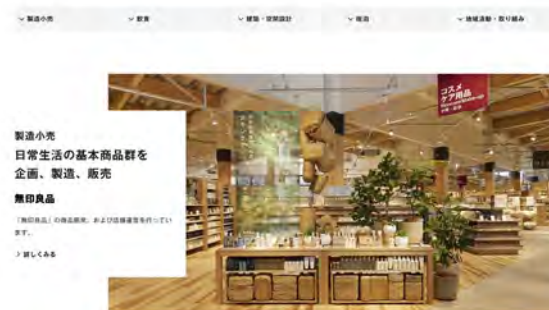 製造小売
飲食
建築・空間設計
宿泊
地域活動・取り組み
コスメ
ケア用品
製造小売
日常生活の基本商品群を
企画、製造、販売
無印良品
「無印良品」の商品開発、および店舗運営を行ってい
ます。
詳しくみる